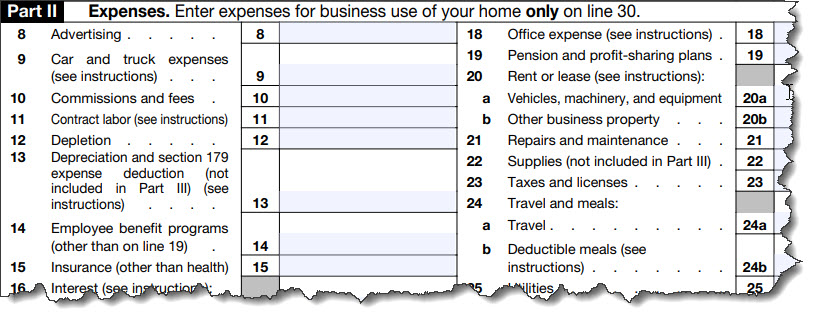 Part II Expenses. Enter expenses for business use of your home only on line 30.
8 Advertising . . . . . 8
9 Car and truck expenses
(see instructions) . . . 9
10 Commissions and fees . 10
11 Contract labor (see instructions) 11
12 Depletion . . . . . 12
13 Depreciation and section 179
expense deduction (not
included in Part III) (see
instructions) . . . . 13
14 Employee benefit programs
(other than on line 19) . 14
15 Insurance (other than health) 15
16 Interest (see instructions):
18 Office expense (see instructions) . 18
19 Pension and profit-sharing plans . 19
20 Rent or lease (see instructions):
a Vehicles, machinery, and equipment 20a
b Other business property . . . 20b
21 Repairs and maintenance . . . 21
22 Supplies (not included in Part III) . 22
23 Taxes and licenses . . . . . 23
24 Travel and meals:
a Travel . . . . . . . . . 24a
b Deductible meals (see
instructions) . . . . . . . 24b
25 Utilities 25